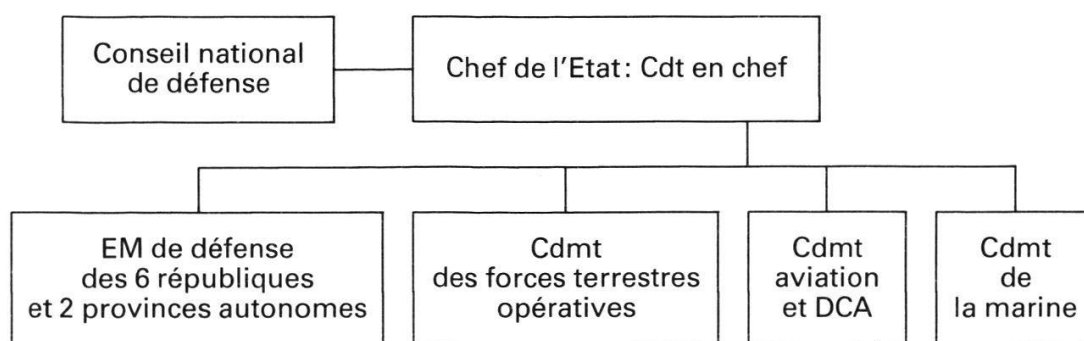 Conseil national
de défense
Chef de l'Etat: Cdt en chef
EM de défense
des 6 républiques
et 2 provinces autonomes
Cdmt
des forces terrestres
opératives
Cdmt
aviation
et DCA
Cdmt
de
la marine